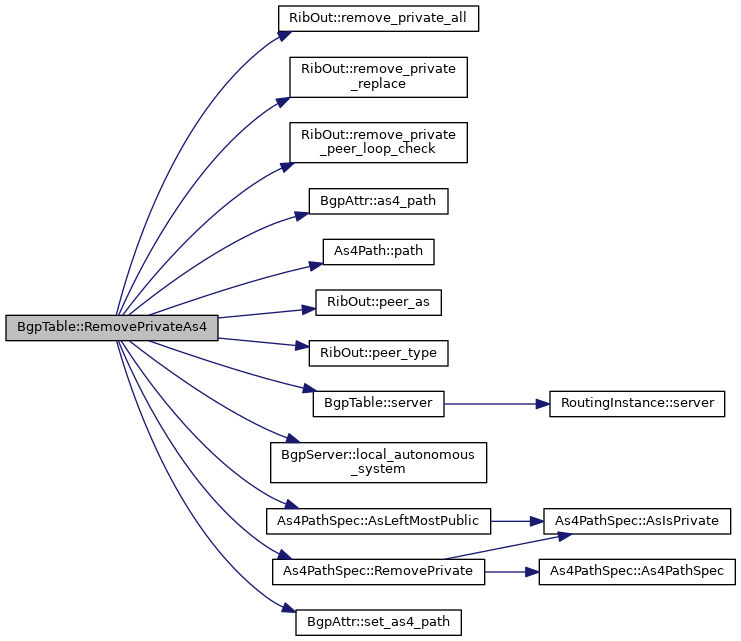 RibOut::remove_private_all
RibOut::remove_private
_replace
RibOut::remove_private
_peer_loop_check
BgpAttr::as4_path
As4Path::path
RibOut::peer_as
BgpTable::RemovePrivateAs4
RibOut::peer_type
BgpTable::server
RoutingInstance::server
BgpServer::local_autonomous
_system
As4PathSpec::AsLeftMostPublic
As4PathSpec::AsIsPrivate
As4PathSpec::RemovePrivate
As4PathSpec::As4PathSpec
BgpAttr::set_as4_path